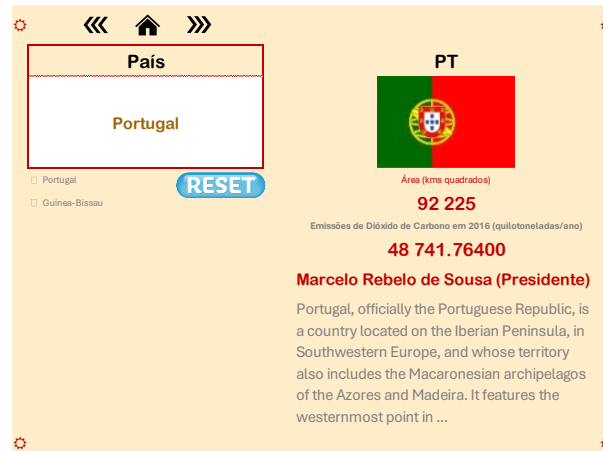 País
Portugal
Portugal
RESET
Guinea-Bissau
PT
Área (kms quadrados)
92 225
Emissões de Dióxido de Carbono em 2016 (quilotoneladas/ano)
48 741.76400
Marcelo Rebelo de Sousa (Presidente)
Portugal, officially the Portuguese Republic, is
a country located on the Iberian Peninsula, in
Southwestern Europe, and whose territory
also includes the Macaronesian archipelagos
of the Azores and Madeira. It features the
westernmost point in ...